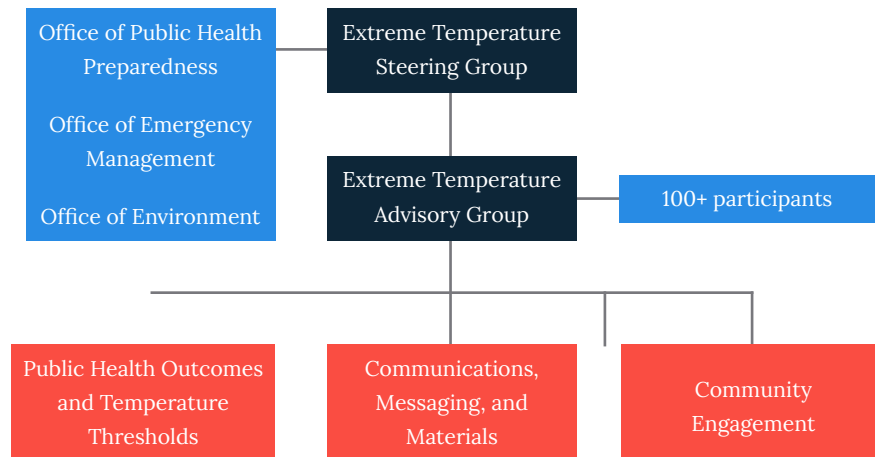 Office of Public Health
Preparedness
Office of Emergency
Management
Office of Environment
Extreme Temperature
Steering Group
Extreme Temperature
Advisory Group
100+ participants
Public Health Outcomes
and Temperature
Thresholds
Communications,
Messaging, and
Materials
Community
Engagement